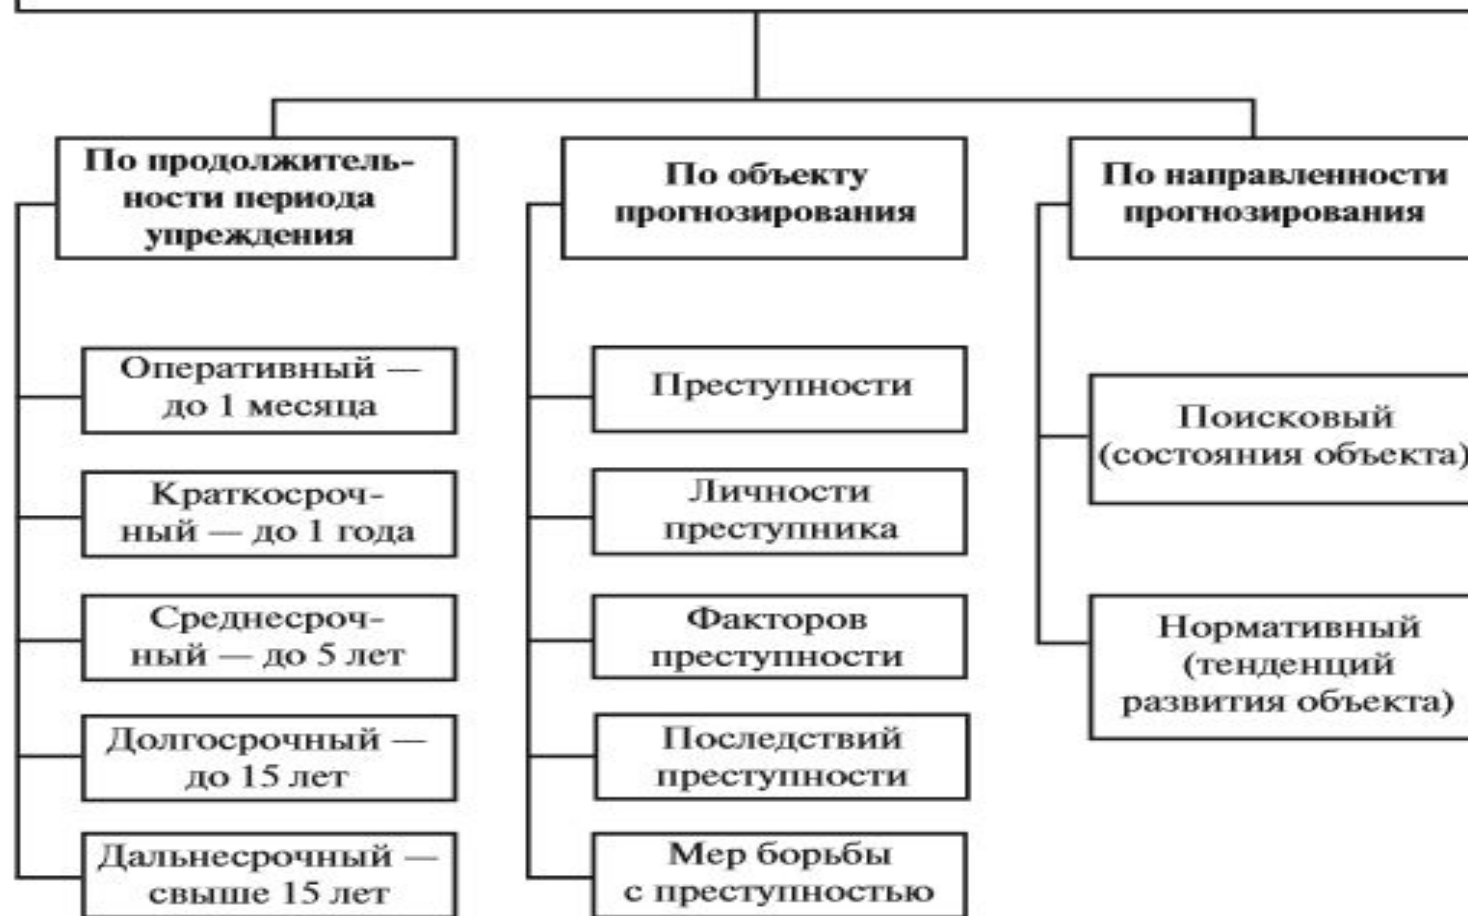 По продолжитель-
ности периода
упреждения
Оперативный —
до 1 месяца
Краткосроч-
ный — до 1 года
Среднесроч-
ный — до 5 лет
Долгосрочный —
до 15 лет
Дальнесрочный —
свыше 15 лет
По объекту
прогнозирования
Преступности
Личности
преступника
Факторов
преступности
Последствий
преступности
Мер борьбы
с преступностью
По направленности
прогнозирования
Поисковый
(состояния объекта)
Нормативный
(тенденций
развития объекта)